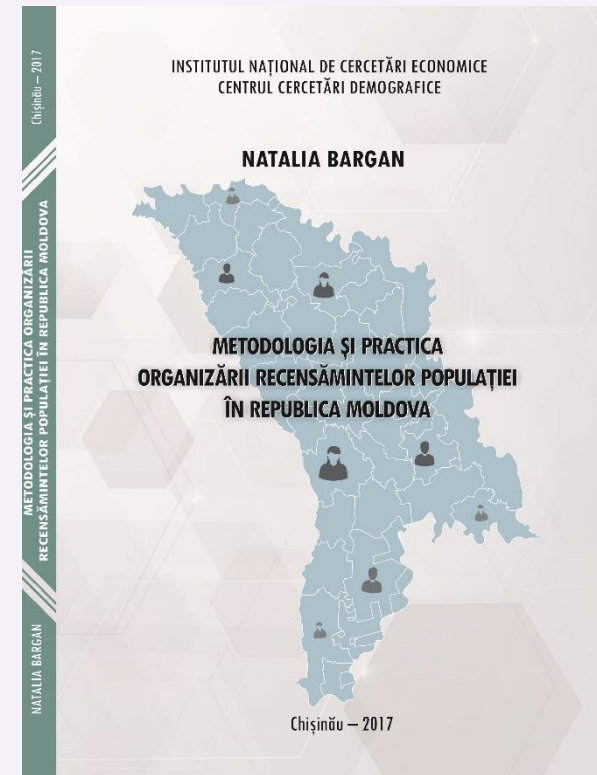 INSTITUTUL NAȚIONAL DE CERCETĂRI ECONOMICE
CENTRUL CERCETĂRI DEMOGRAFICE
NATALIA BARGAN
METODOLOGIA ȘI PRACTICA
ORGANIZĂRII RECENSĂMINTELOR POPULAȚIEI
ÎN REPUBLICA MOLDOVA
Chișinău – 2017
Chișinău – 2017
METODOLOGIA ȘI PRACTICA ORGANIZĂRII
RECENSĂMINTELOR POPULAȚIEI ÎN REPUBLICA MOLDOVA
NATALIA BARGAN